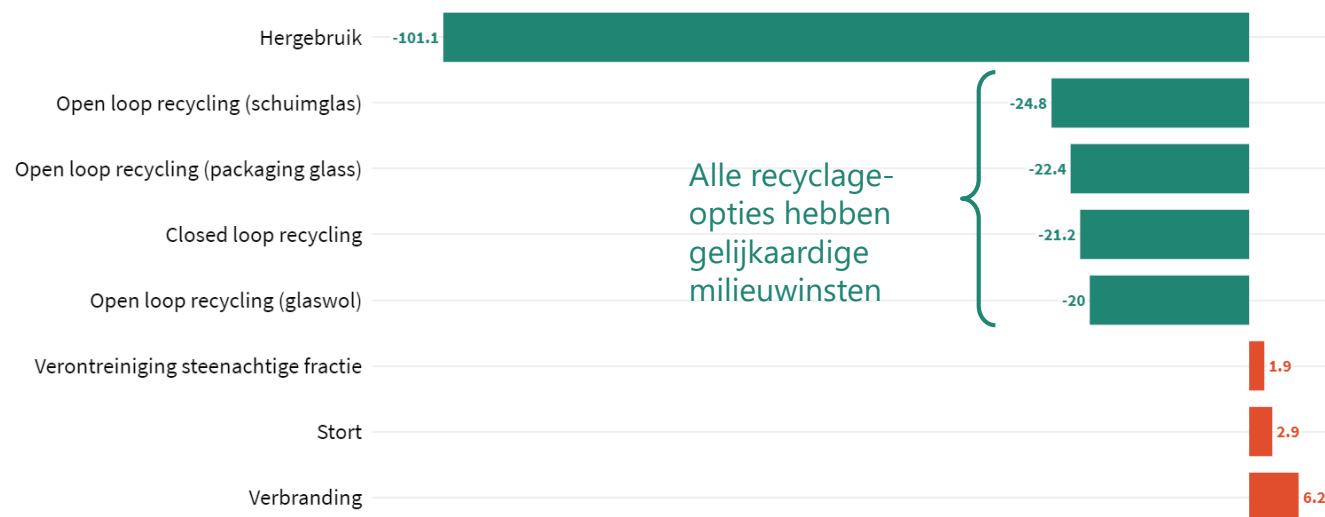 Hergebruik -101.1
Open loop recycling (schuimglas) -24.8
Open loop recycling (packaging glass) -22.4
Closed loop recycling -21.2
Open loop recycling (glaswol) -20
Verontreiniging steenachtige fractie 1.9
Stort 2.9
Verbranding 6.2
Alle recyclage-
opties hebben
gelijkaardige
milieuwinsten